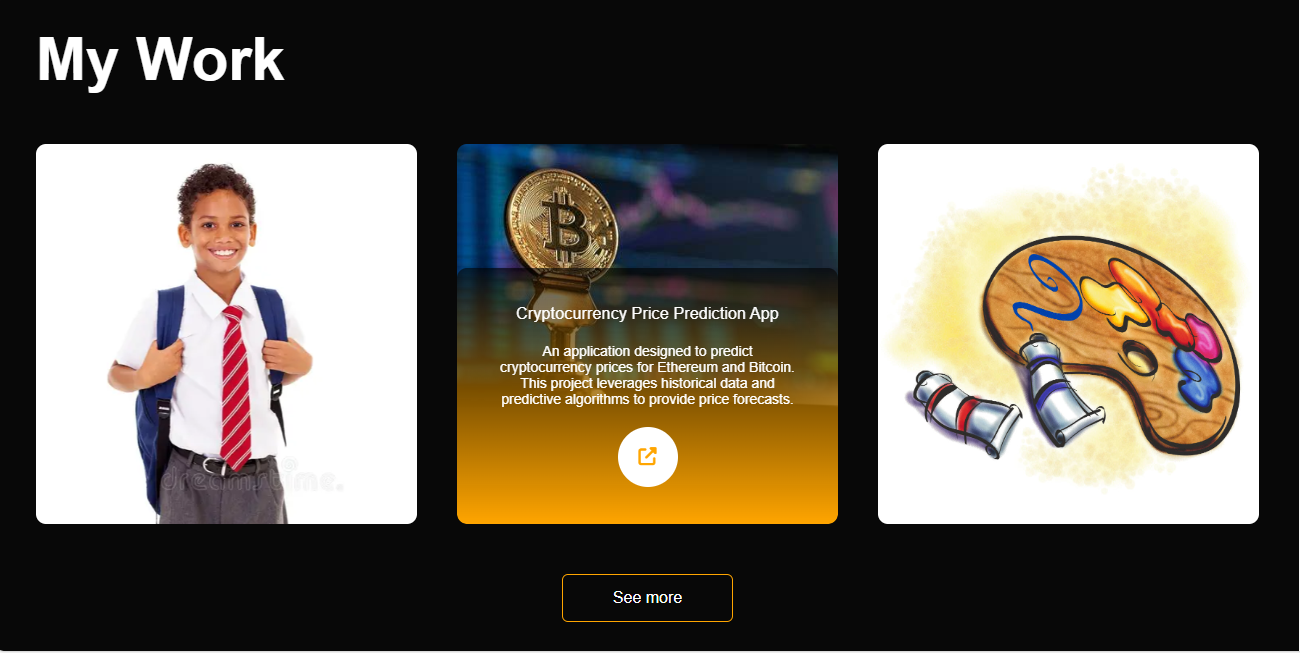 My Work
Cryptocurrency Price Prediction App
An application designed to predict
cryptocurrency prices for Ethereum and Bitcoin.
This project leverages historical data and
predictive algorithms to provide price forecasts.
dreamstime.
See more